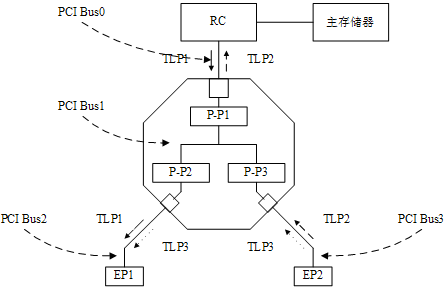 PCI Bus0
RC
主存储器
TLP1
TLP2
PCI Bus1
P-P1
P-P2
P-P3
PCI Bus2
TLP1
TLP2
PCI Bus3
TLP3
TLP3
EP1
EP2